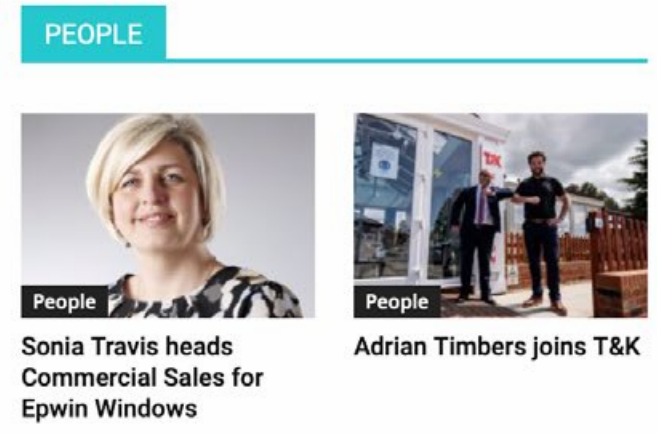 PEOPLE
People
Sonia Travis heads
Commercial Sales for
Epwin Windows
T&K
People
Adrian Timbers joins T&K